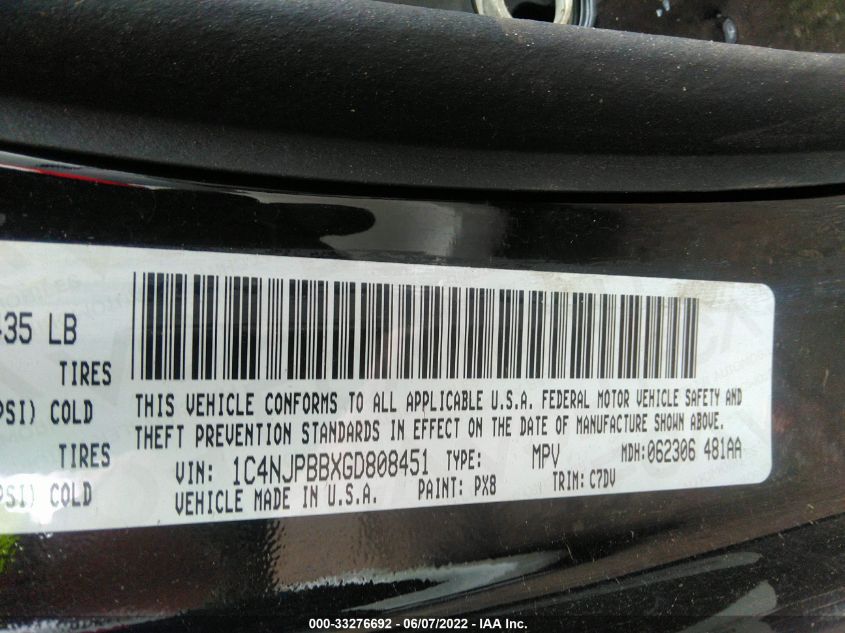 435 LB
TIRES
PSI) COLD
TIRES
PSI) COLD
THIS VEHICLE CONFORMS TO ALL APPLICABLE U.S.A. FEDERAL MOTOR VEHICLE SAFETY AND
THEFT PREVENTION STANDARDS IN EFFECT ON THE DATE OF MANUFACTURE SHOWN ABOVE.
VIN: 1C4NJPBBXGD808451 TYPE: MPV MDH:062306 481AA
VEHICLE MADE IN U.S.A. PAINT: PX8 TRIM: C7DV
000-33276692 - 06/07/2022 - IAA Inc.